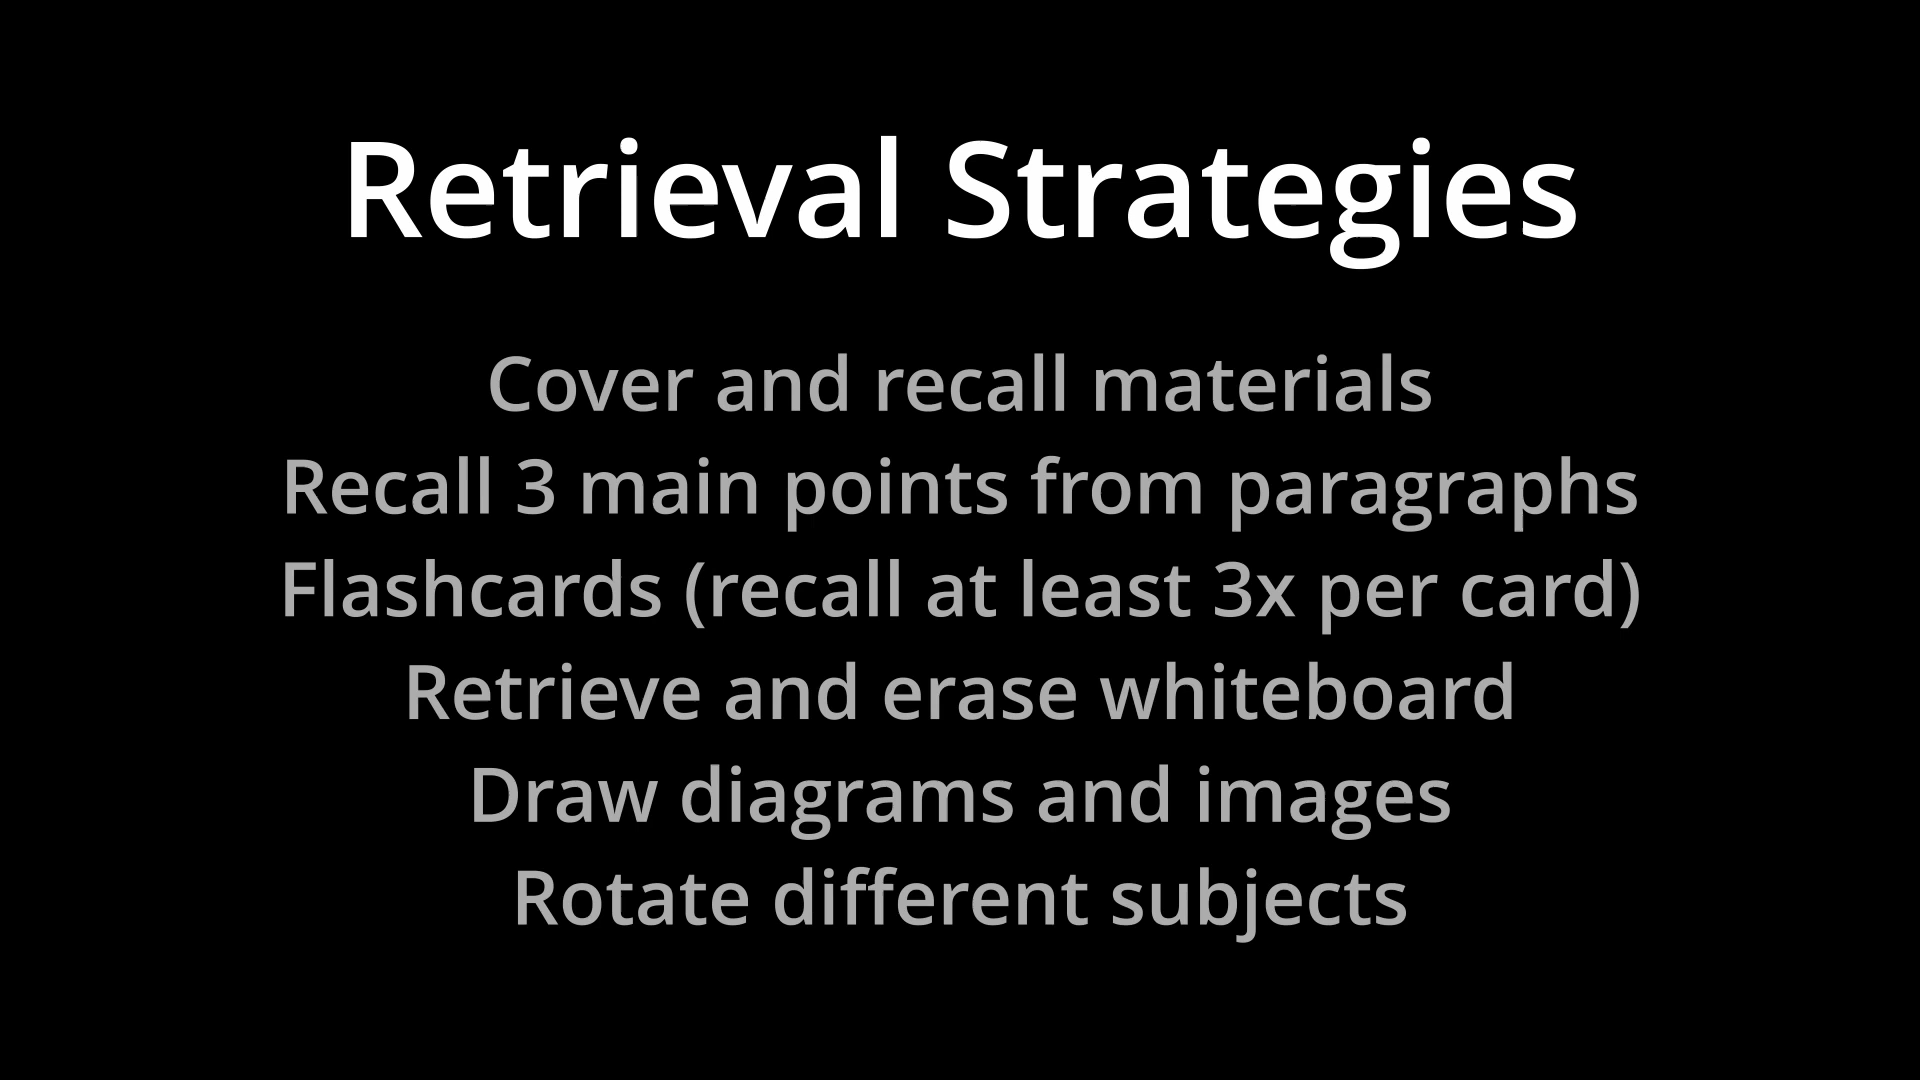 Retrieval Strategies
Cover and recall materials
Recall 3 main points from paragraphs
Flashcards (recall at least 3x per card)
Retrieve and erase whiteboard
Draw diagrams and images
Rotate different subjects